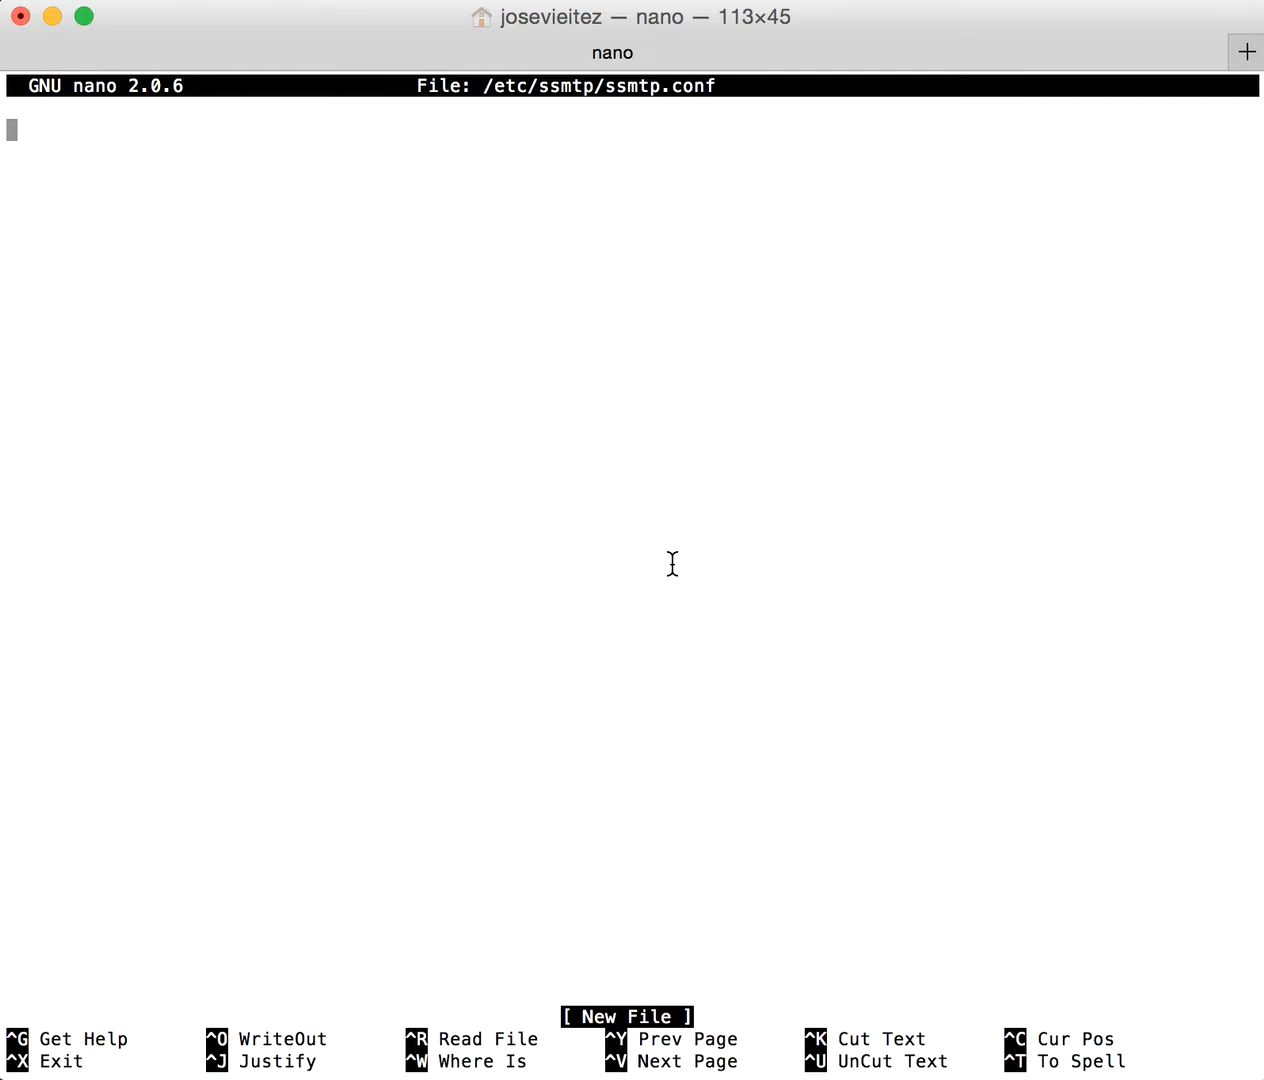 josevieitez — nano — 113×45
nano
GNU nano 2.0.6 File: /etc/ssmtp/ssmtp.conf
[ New File ]
^G Get Help ^O WriteOut ^R Read File ^Y Prev Page ^K Cut Text ^C Cur Pos
^X Exit ^J Justify ^W Where Is ^V Next Page ^U UnCut Text ^T To Spell